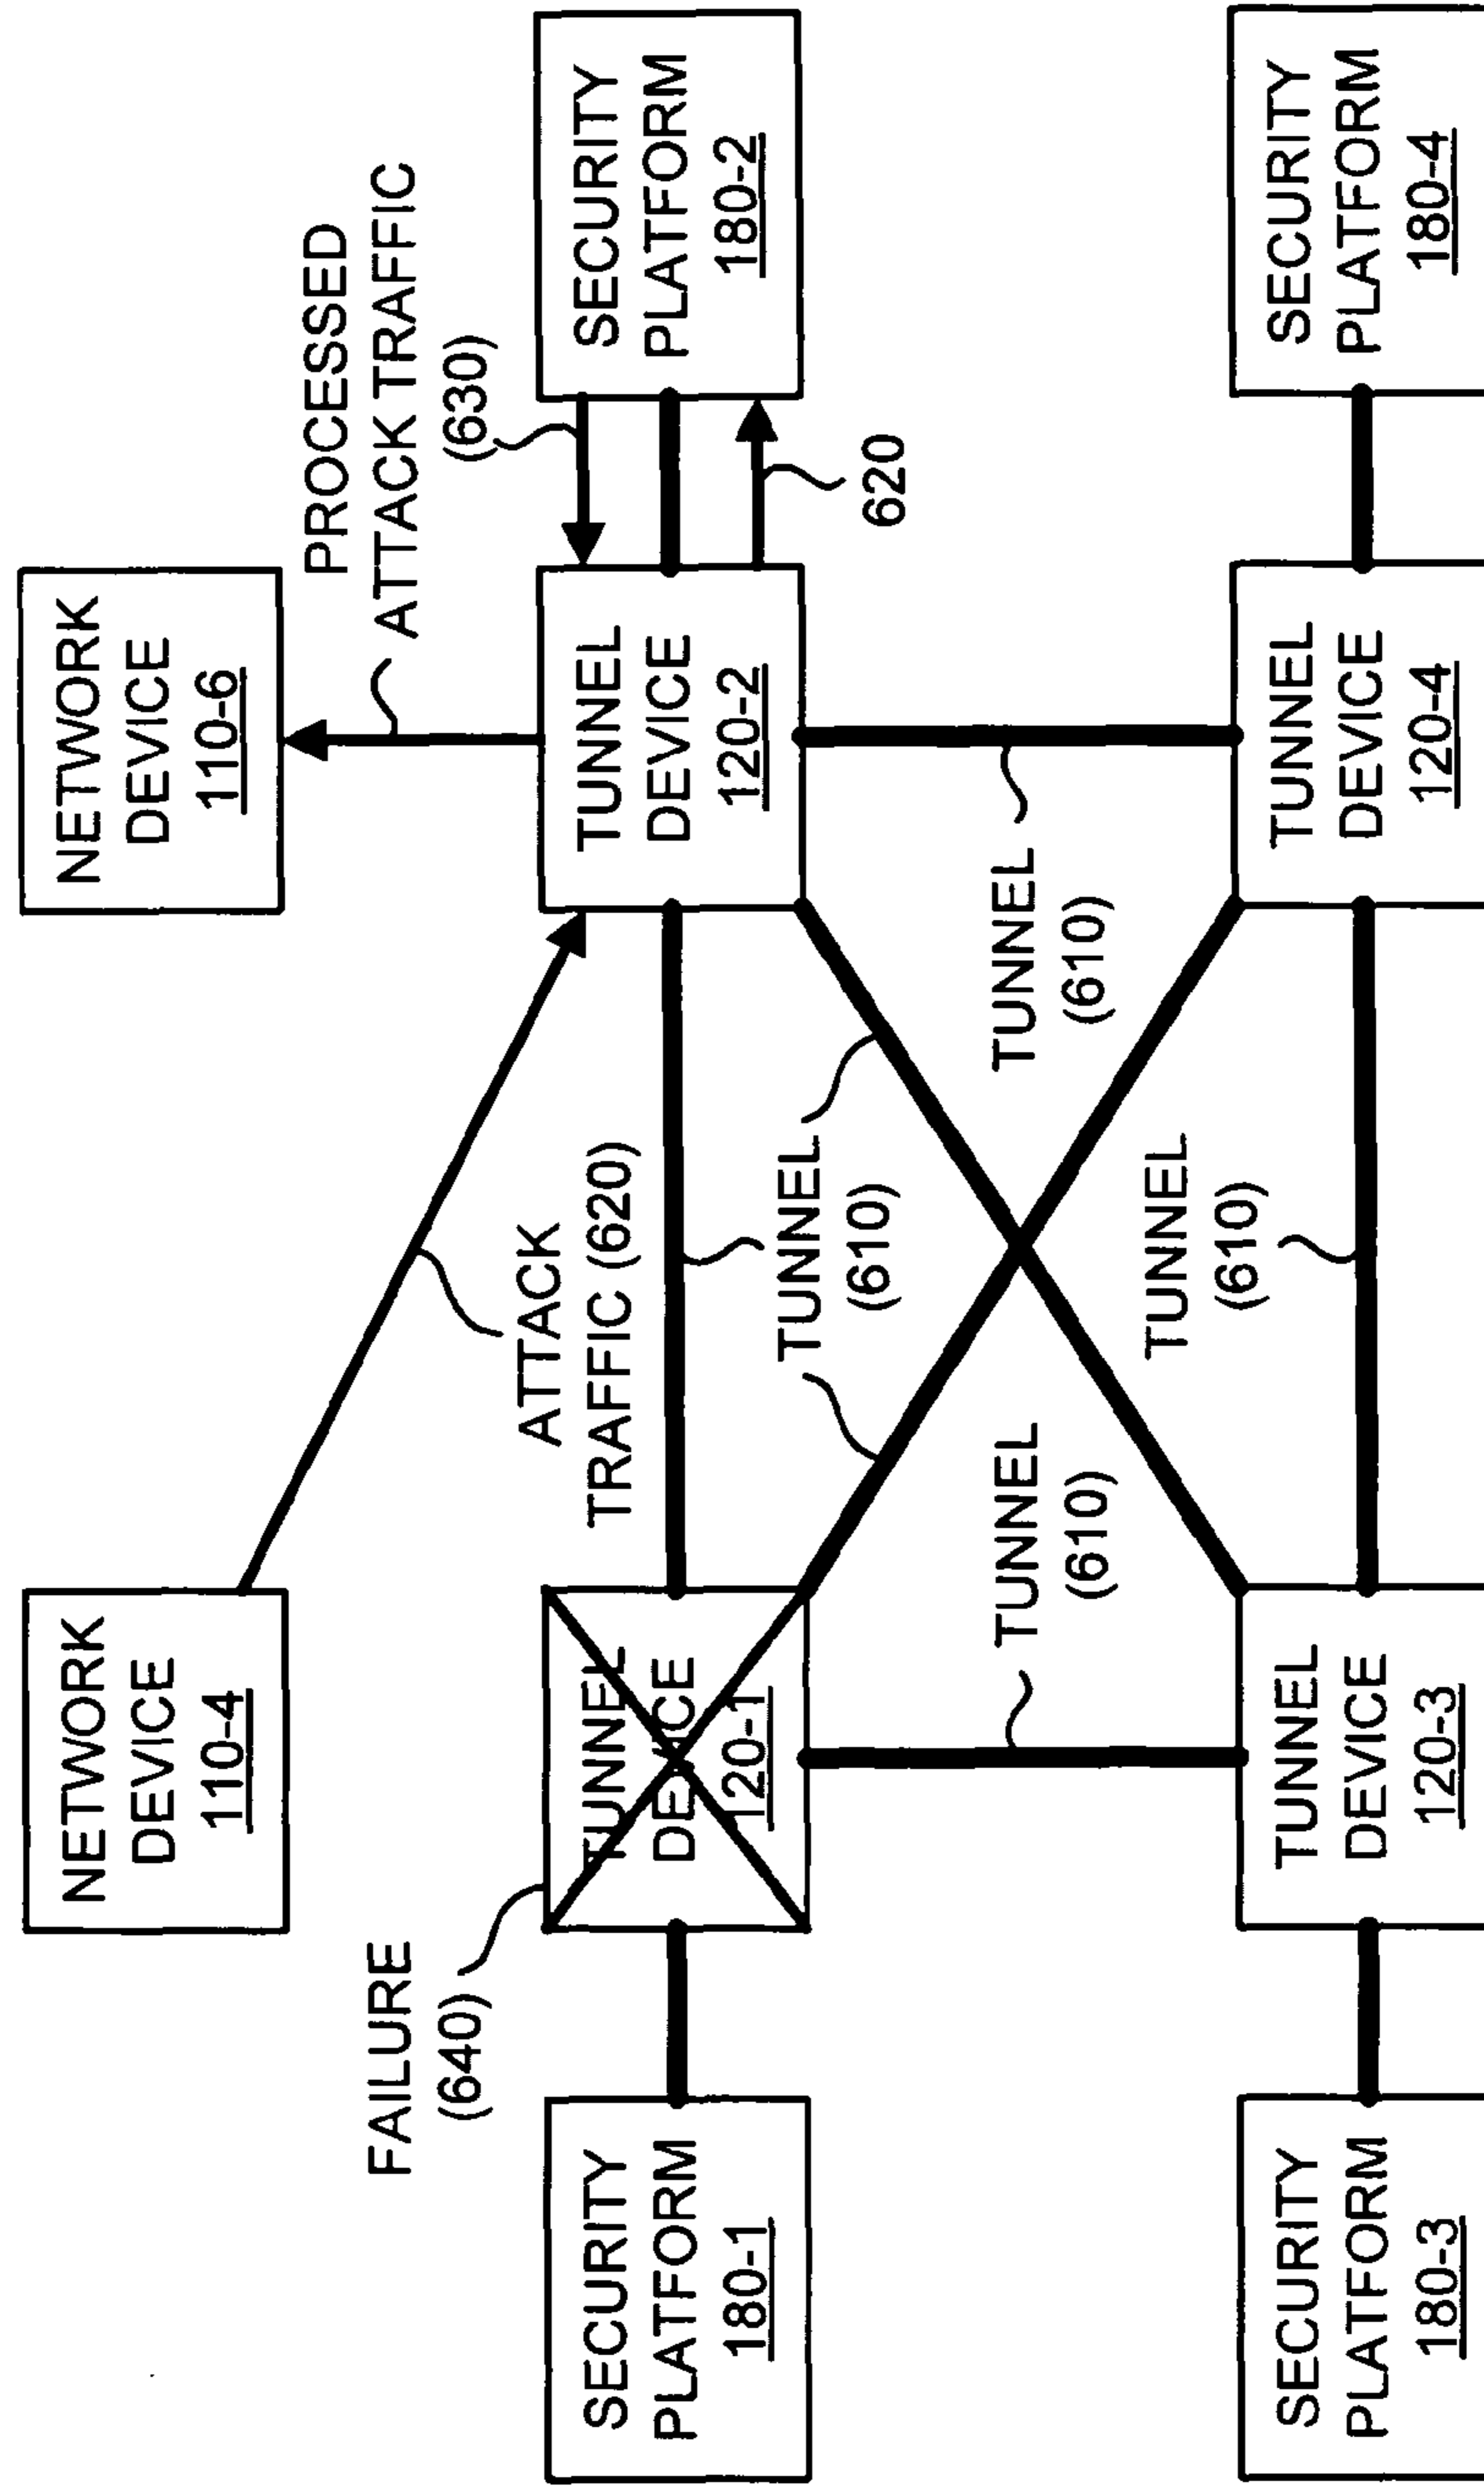 NETWORK
DEVICE
110-4
NETWORK
DEVICE
110-6
PROCESSED
ATTACK TRAFFIC
(630)
FAILURE
(640)
ATTACK
TRAFFIC (620)
SECURITY
PLATFORM
180-1
TUNNEL
DEVICE
120-1
TUNNEL
DEVICE
120-2
SECURITY
PLATFORM
180-2
620
TUNNEL
(610)
TUNNEL
(610)
TUNNEL
(610)
TUNNEL
(610)
SECURITY
PLATFORM
180-3
TUNNEL
DEVICE
120-3
TUNNEL
DEVICE
120-4
SECURITY
PLATFORM
180-4